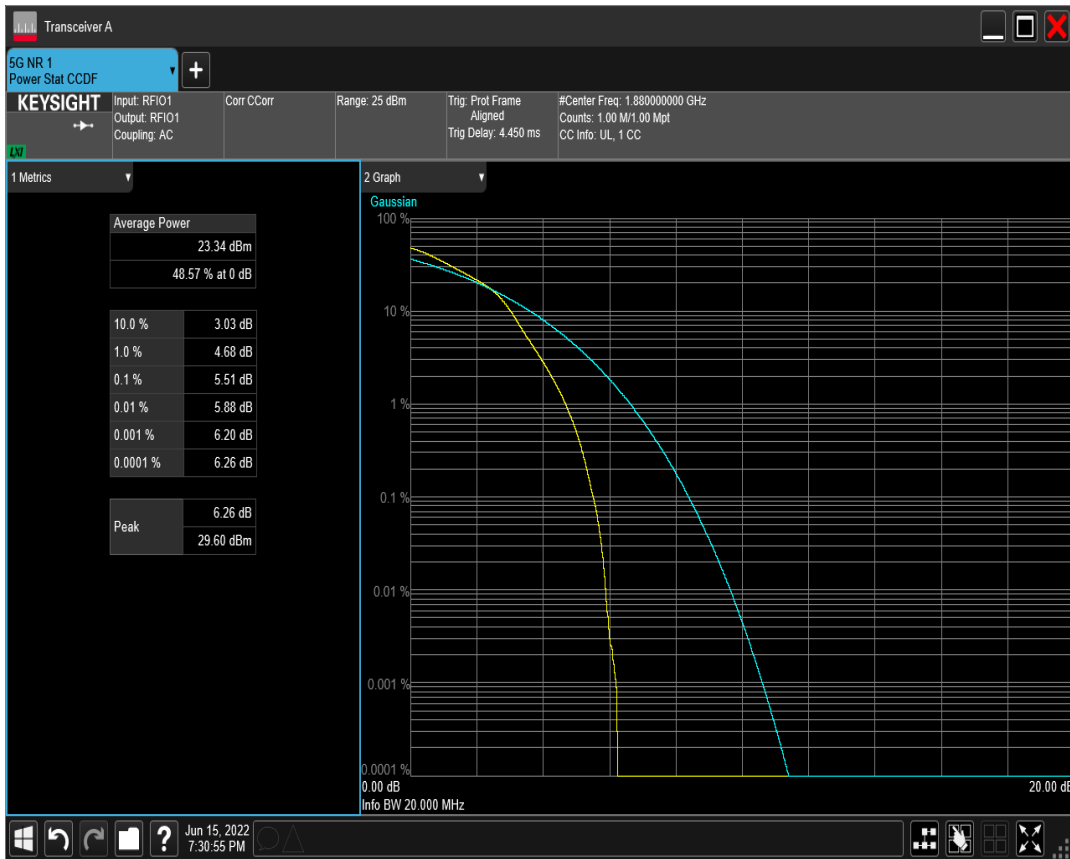 Transceiver A
5G NR 1
Power Stat CCDF
KEYSIGHT
LXI
Input: RFIO1
Output: RFIO1
Coupling: AC
Corr CCorr
Range: 25 dBm
Trig: Prot Frame
Aligned
Trig Delay: 4.450 ms
#Center Freq: 1.880000000 GHz
Counts: 1.00 M/1.00 Mpt
CC Info: UL, 1 CC
1 Metrics
Average Power
23.34 dBm
48.57 % at 0 dB
10.0 % 3.03 dB
1.0 % 4.68 dB
0.1 % 5.51 dB
0.01 % 5.88 dB
0.001 % 6.20 dB
0.0001 % 6.26 dB
Peak
6.26 dB
29.60 dBm
2 Graph
Gaussian
100 %
10 %
1 %
0.1 %
0.01 %
0.001 %
0.0001 %
0.00 dB 20.00 dB
Info BW 20.000 MHz
?
Jun 15, 2022
7:30:55 PM